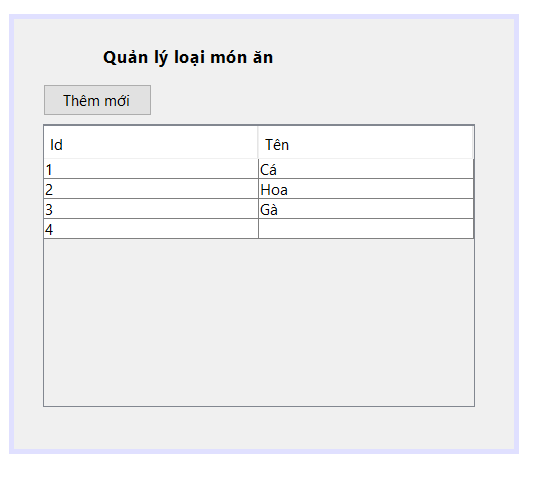 Quản lý loại món ăn
Thêm mới
Id Tên
1 Cá
2 Hoa
3 Gà
4